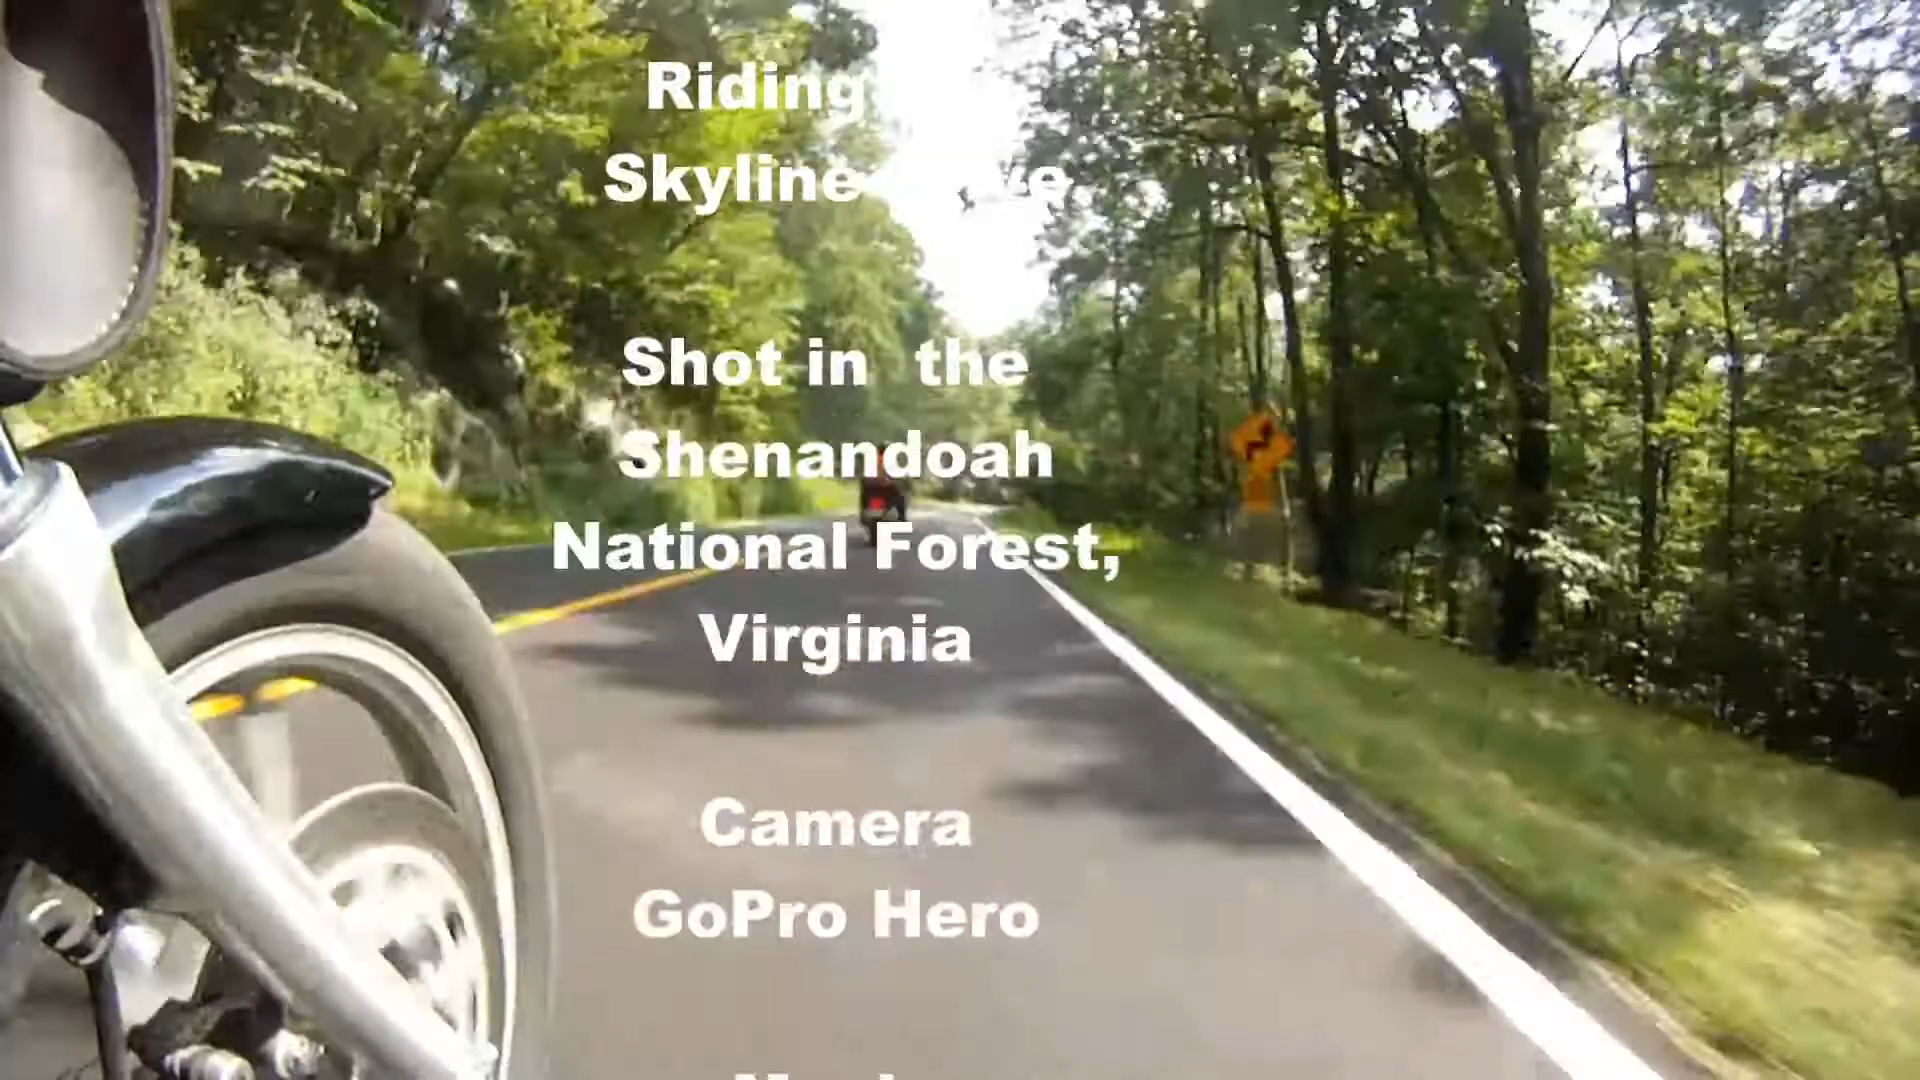 Riding
Skyline
Shot in the
Shenandoah
National Forest,
Virginia
Camera
GoPro Hero